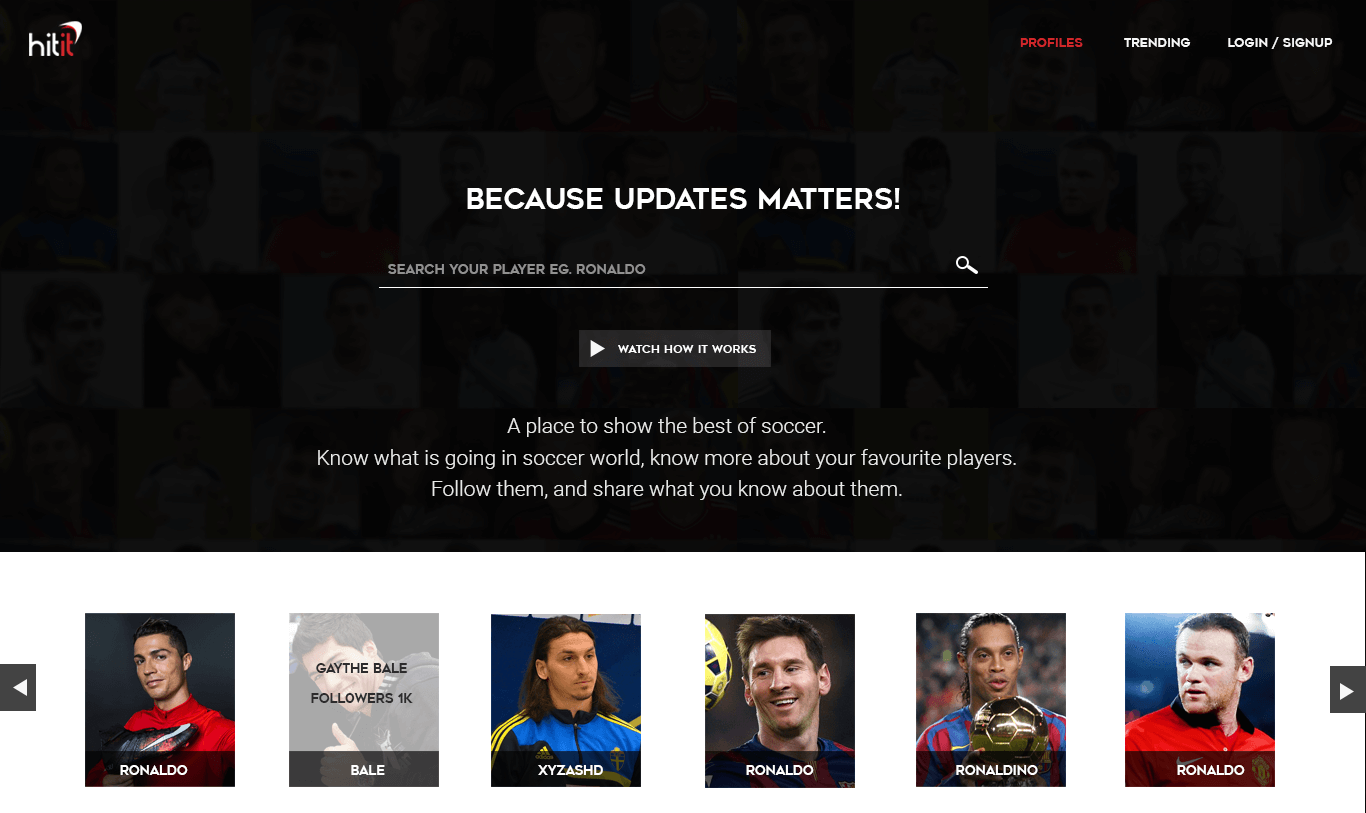 hitit
PROFILES TRENDING LOGIN / SIGNUP
BECAUSE UPDATES MATTERS!
SEARCH YOUR PLAYER EG. RONALDO
WATCH HOW IT WORKS
A place to show the best of soccer.
Know what is going in soccer world, know more about your favourite players.
Follow them, and share what you know about them.
GAYTHE BALE
FOLLOWERS 1K
RONALDO BALE XYZASHD RONALDO RONALDINO RONALDO